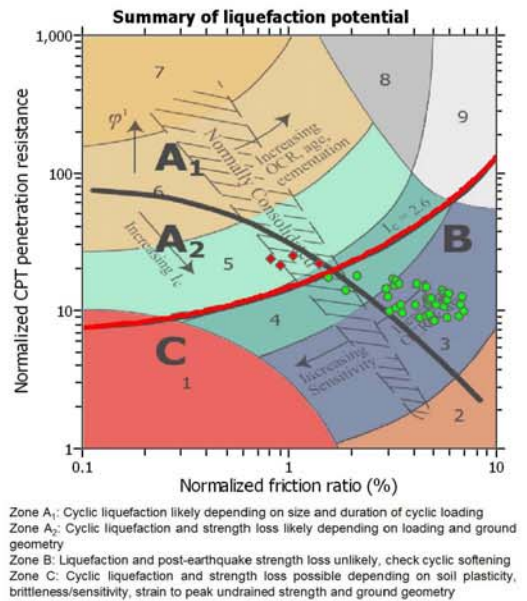 Summary of liquefaction potential
1,000
100
10
1
0.1
1
10
Normalized CPT penetration resistance
Normalized friction ratio (%)
7
8
9
φ'
A1
Increasing
OCR, age,
cementation
Normally Consolidated
6
A2
Increasing Ic
5
Ic = 2.6
B
4
C
1
Increasing
Sensitivity
3
2
Zone A1: Cyclic liquefaction likely depending on size and duration of cyclic loading
Zone A2: Cyclic liquefaction and strength loss likely depending on loading and ground
geometry
Zone B: Liquefaction and post-earthquake strength loss unlikely, check cyclic softening
Zone C: Cyclic liquefaction and strength loss possible depending on soil plasticity,
brittleness/sensitivity, strain to peak undrained strength and ground geometry